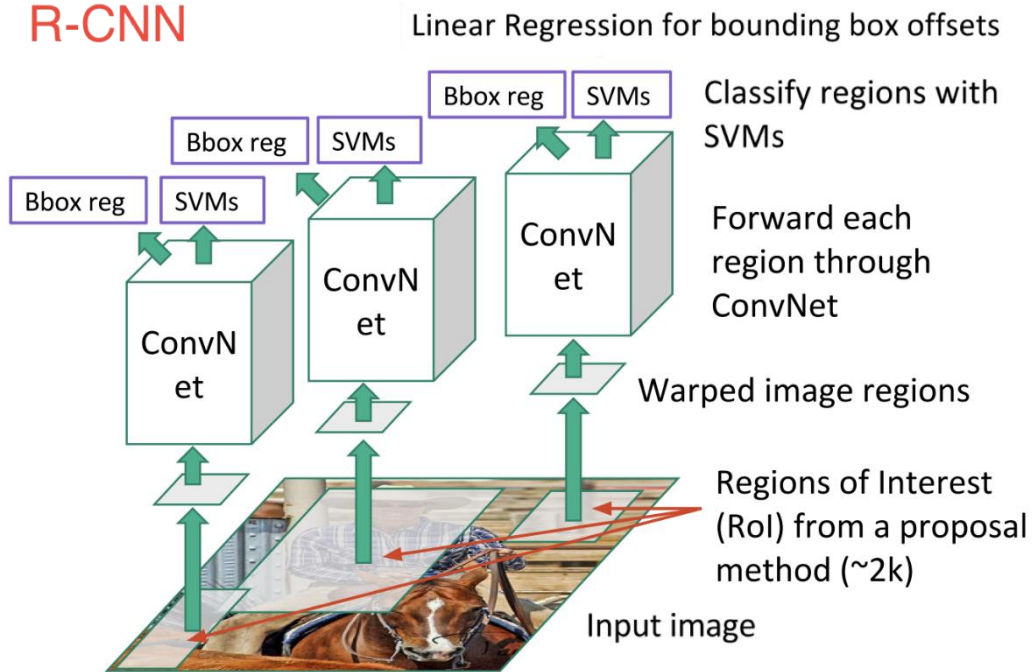 R-CNN
Linear Regression for bounding box offsets
Bbox reg
SVMs
Classify regions with
SVMs
Bbox reg
SVMs
Bbox reg
SVMs
ConvN
et
Forward each
region through
ConvNet
ConvN
et
ConvN
et
Warped image regions
Regions of Interest
(RoI) from a proposal
method (~2k)
Input image